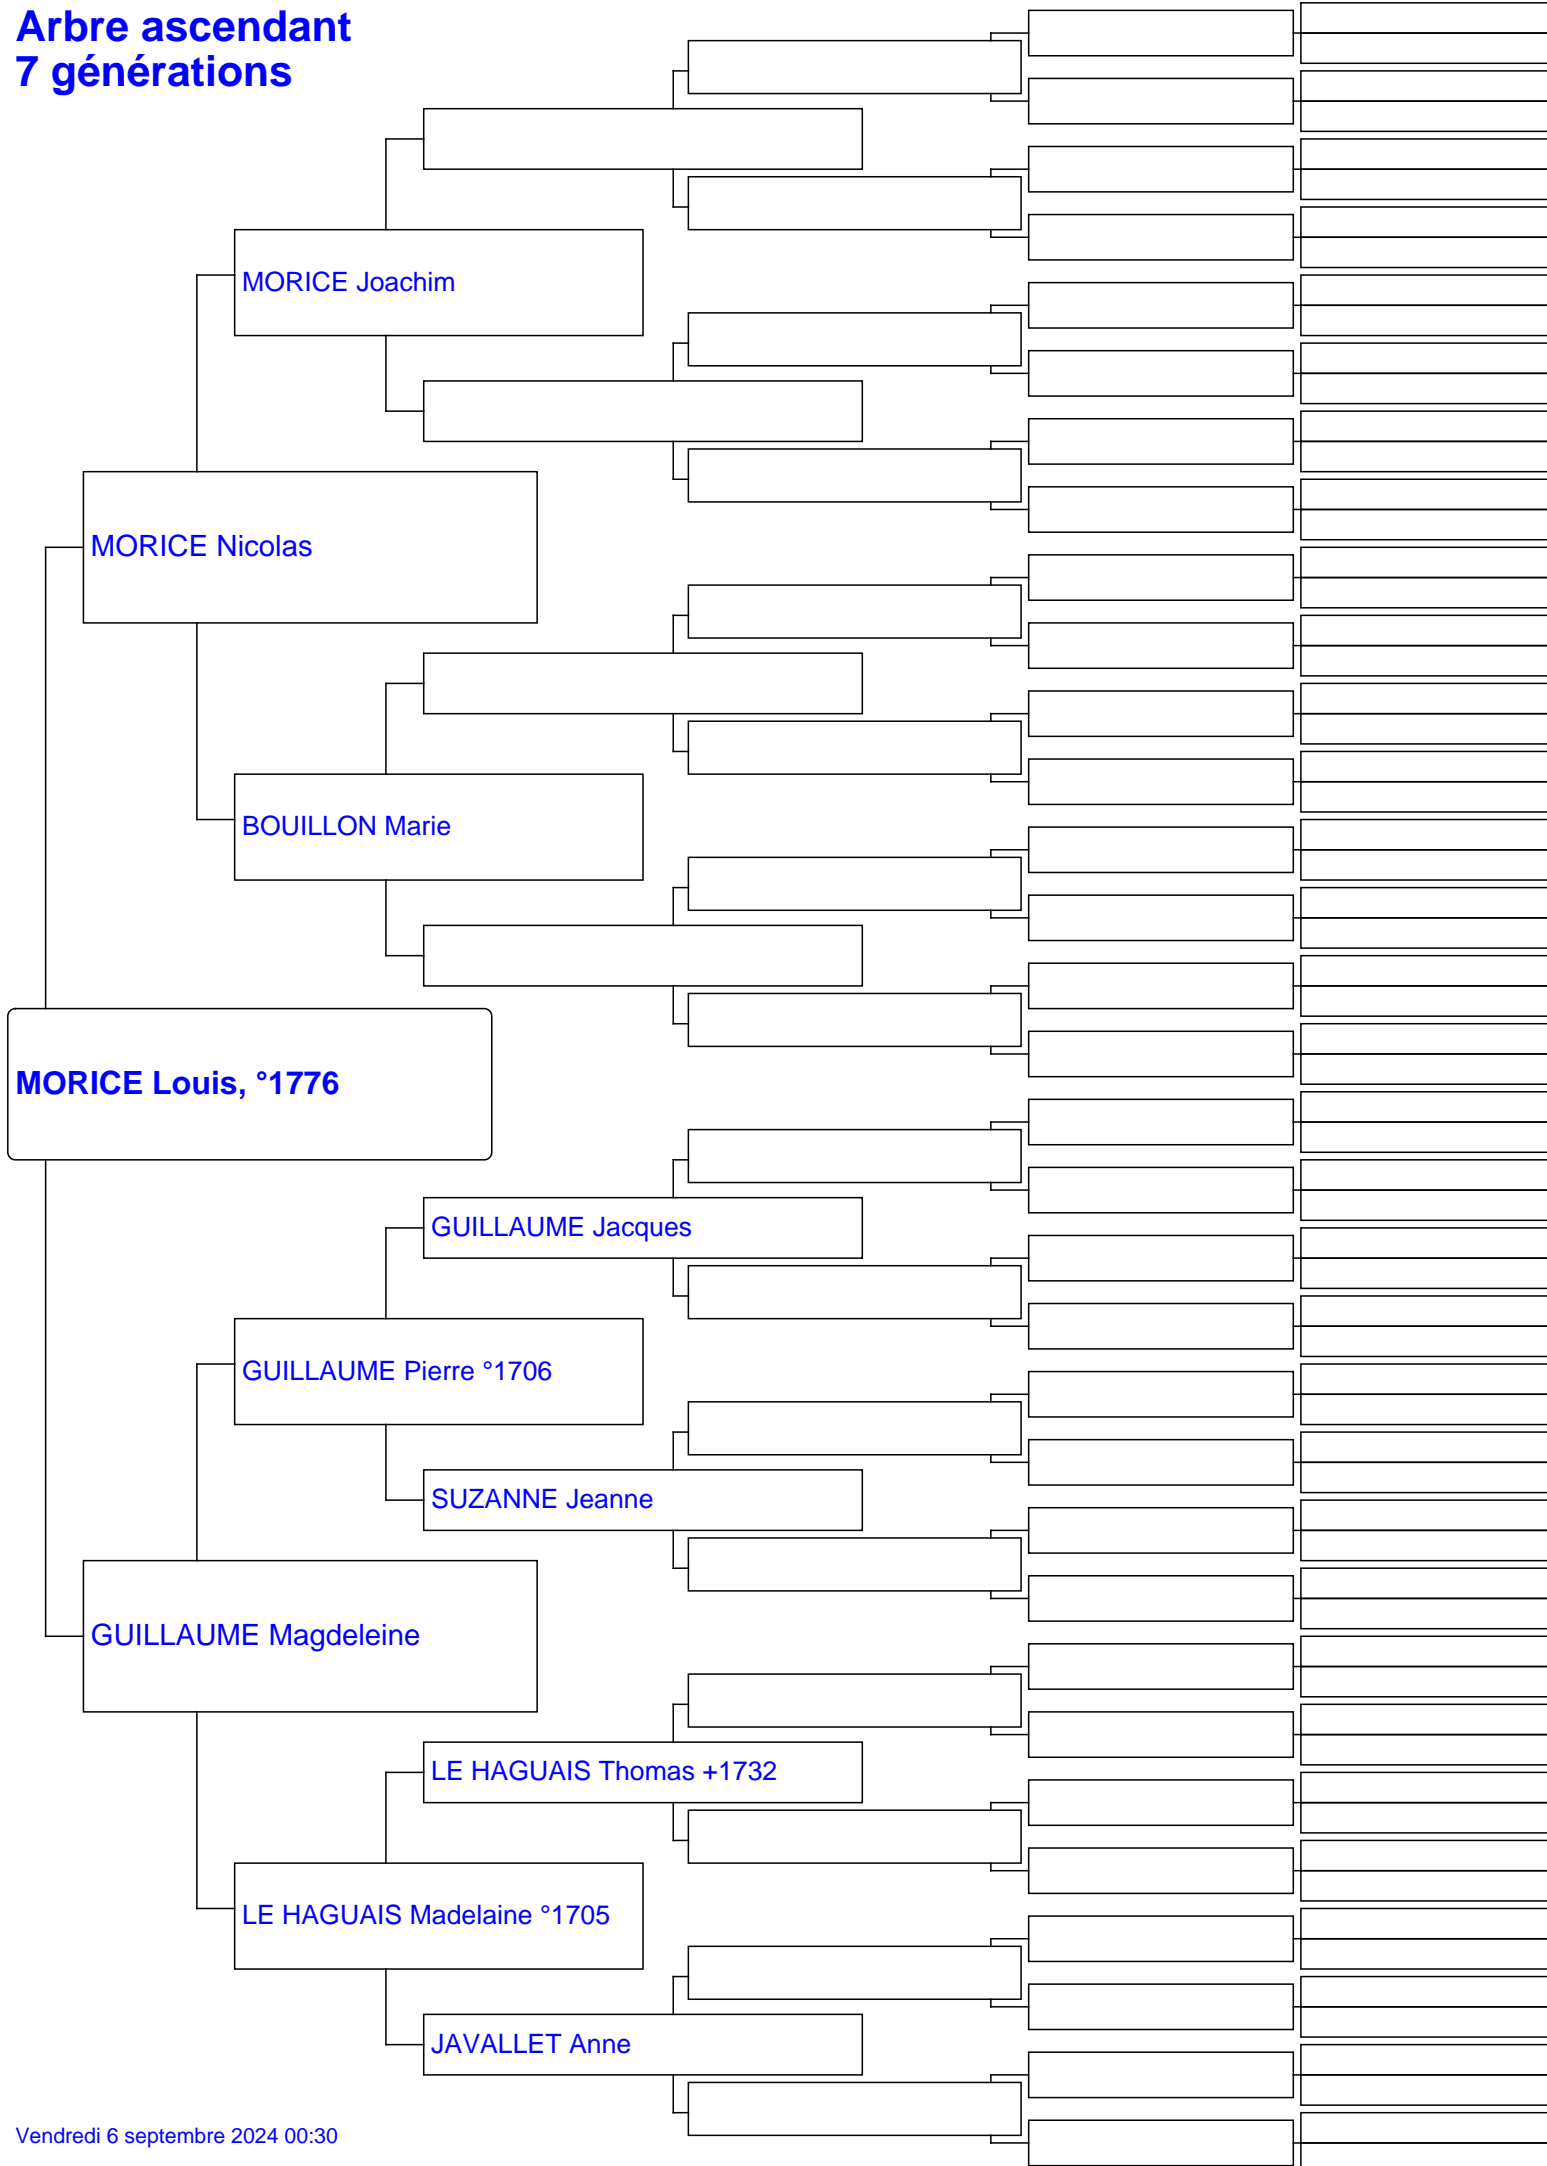 Arbre ascendant
7 générations
MORICE Joachim
MORICE Nicolas
BOUILLON Marie
MORICE Louis, °1776
GUILLAUME Jacques
GUILLAUME Pierre °1706
SUZANNE Jeanne
GUILLAUME Magdeleine
LE HAGUAIS Thomas +1732
LE HAGUAIS Madelaine °1705
JAVALLET Anne
Vendredi 6 septembre 2024 00:30